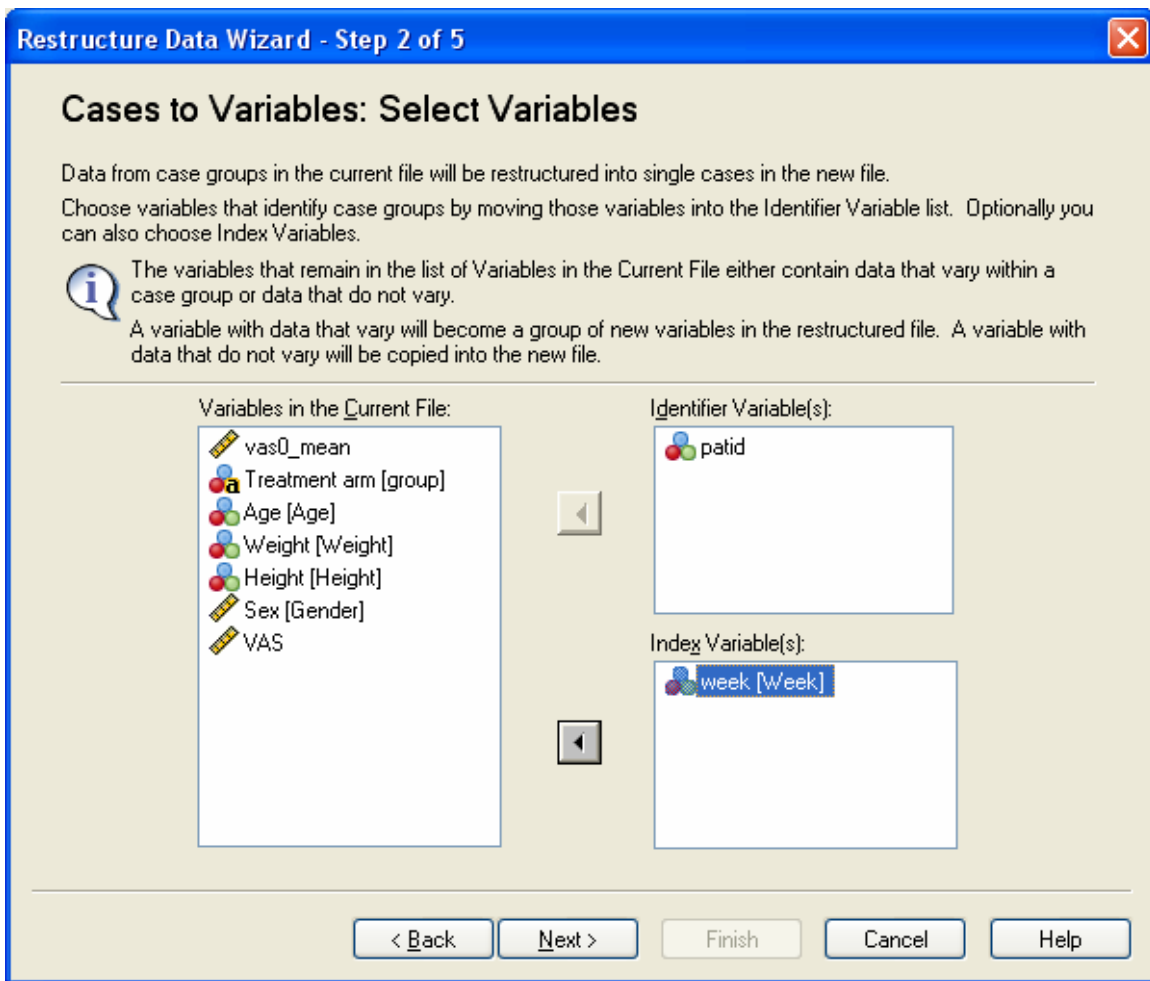 Restructure Data Wizard - Step 2 of 5
Cases to Variables: Select Variables
Data from case groups in the current file will be restructured into single cases in the new file.
Choose variables that identify case groups by moving those variables into the Identifier Variable list. Optionally you
can also choose Index Variables.
The variables that remain in the list of Variables in the Current File either contain data that vary within a
case group or data that do not vary.
A variable with data that vary will become a group of new variables in the restructured file. A variable with
data that do not vary will be copied into the new file.
Variables in the Current File:
vas0_mean
Treatment arm [group]
Age [Age]
Weight [Weight]
Height [Height]
Sex [Gender]
VAS
Identifier Variable(s):
patid
Index Variable(s):
week [Week]
< Back
Next >
Finish
Cancel
Help